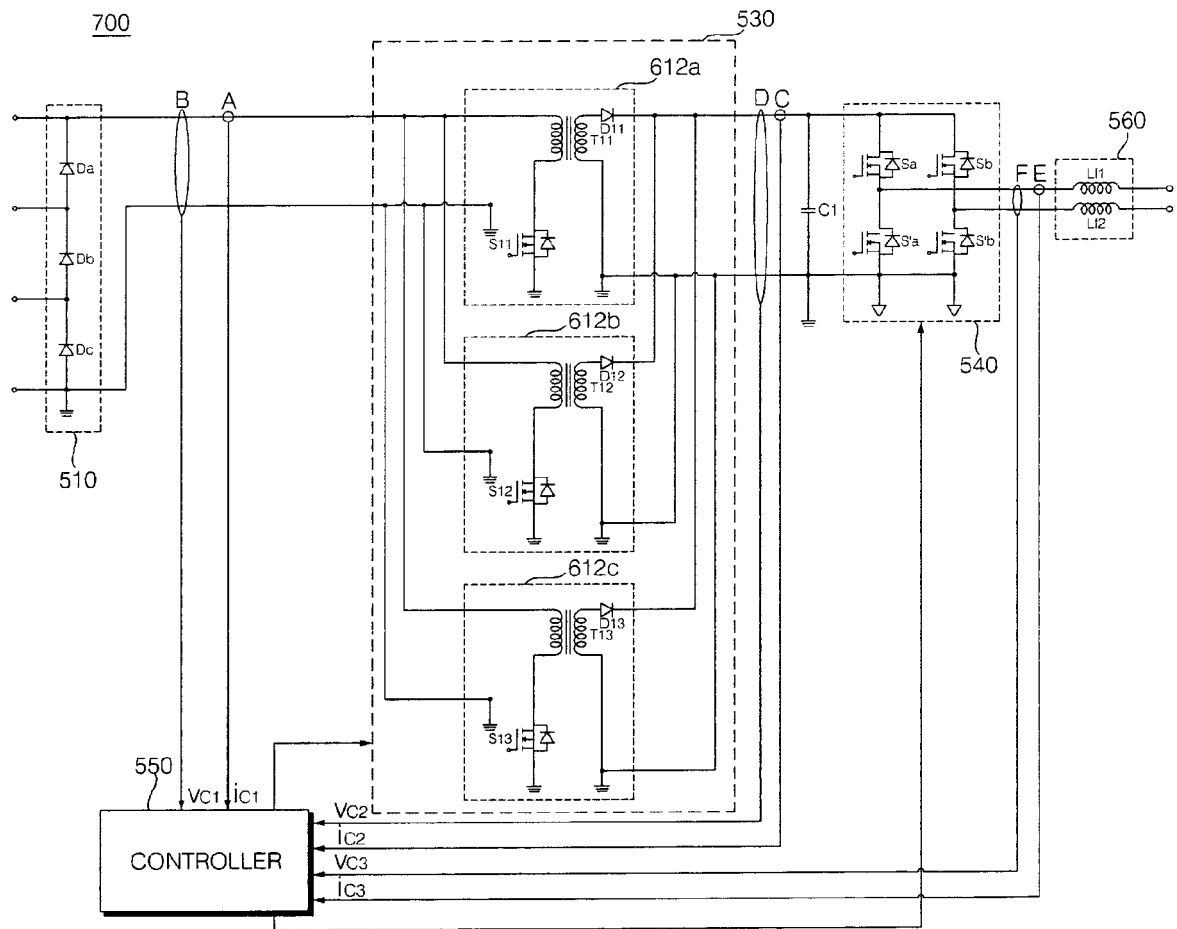 700
530
612a
B
A
D11
T11
D
C
560
Da
Sa
Sb
F
E
Lf1
Lf2
C1
S11
S'a
S'b
Db
612b
540
Dc
D12
T12
510
S12
612c
D13
T13
S13
550
VC1
iC1
VC2
iC2
VC3
iC3
CONTROLLER